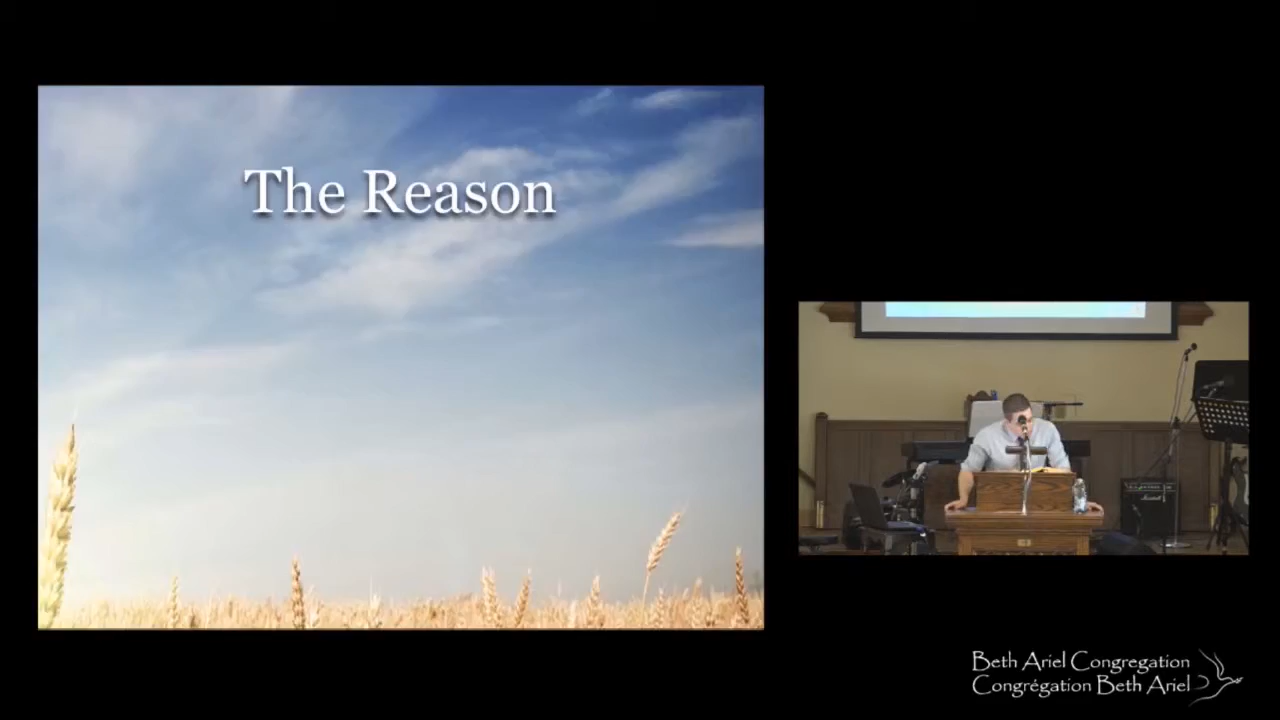 The Reason
Beth Ariel Congregation
Congrégation Beth Ariel